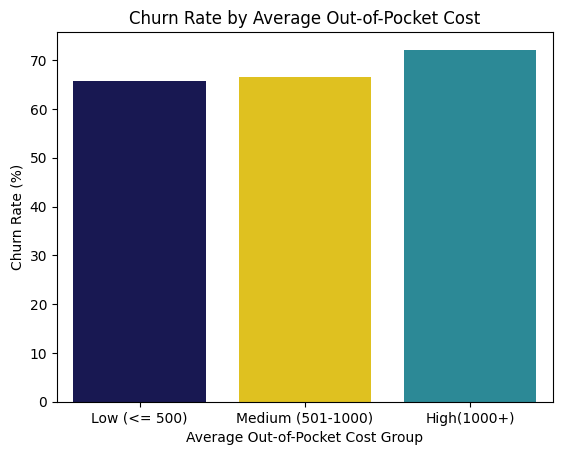 Churn Rate by Average Out-of-Pocket Cost
Churn Rate (%)
70
60
50
40
30
20
10
0
Low (<= 500)
Medium (501-1000)
High(1000+)
Average Out-of-Pocket Cost Group